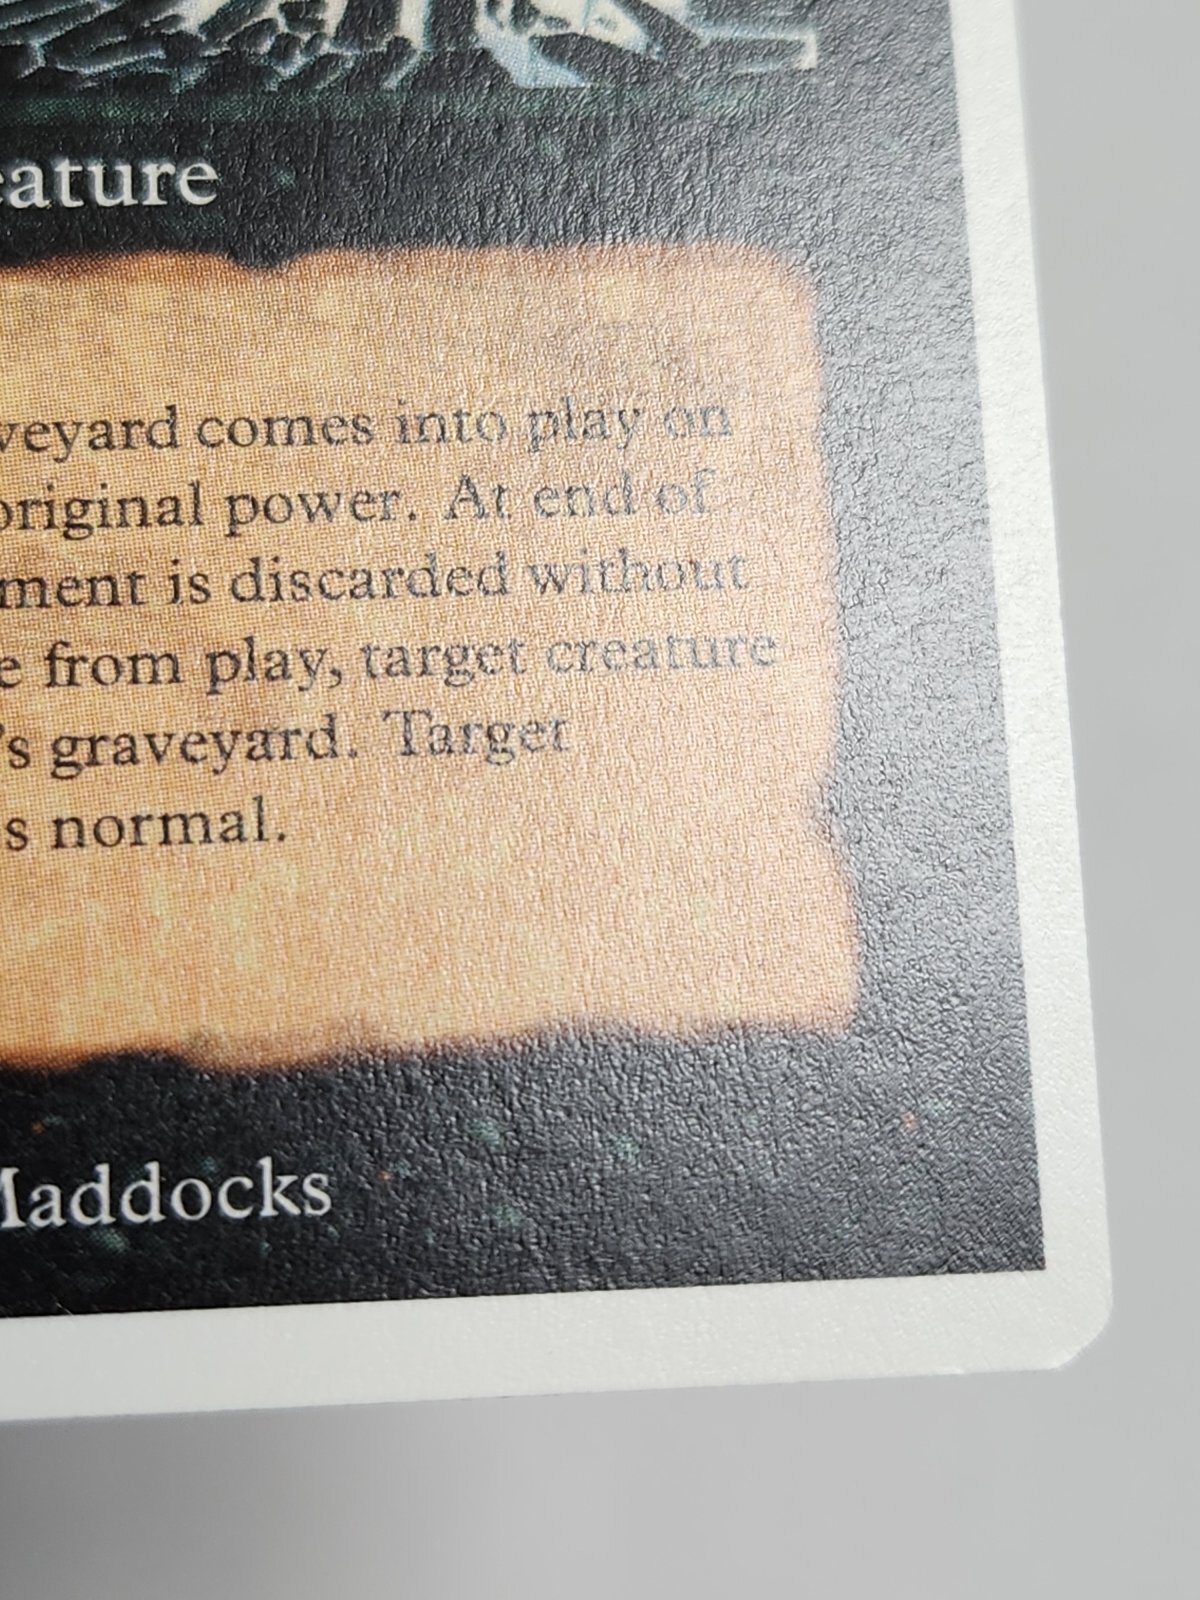 eature
veyard comes into play on
original power. At end of
ment is discarded without
e from play, target creature
's graveyard. Target
s normal.
Maddocks